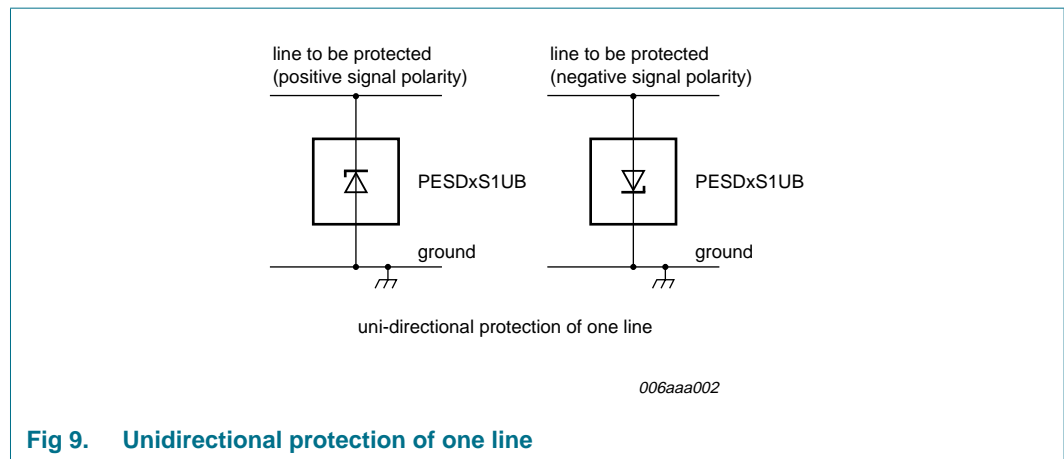 line to be protected
(positive signal polarity)
line to be protected
(negative signal polarity)
PESDxS1UB
PESDxS1UB
ground
ground
uni-directional protection of one line
006aaa002
Fig 9. Unidirectional protection of one line